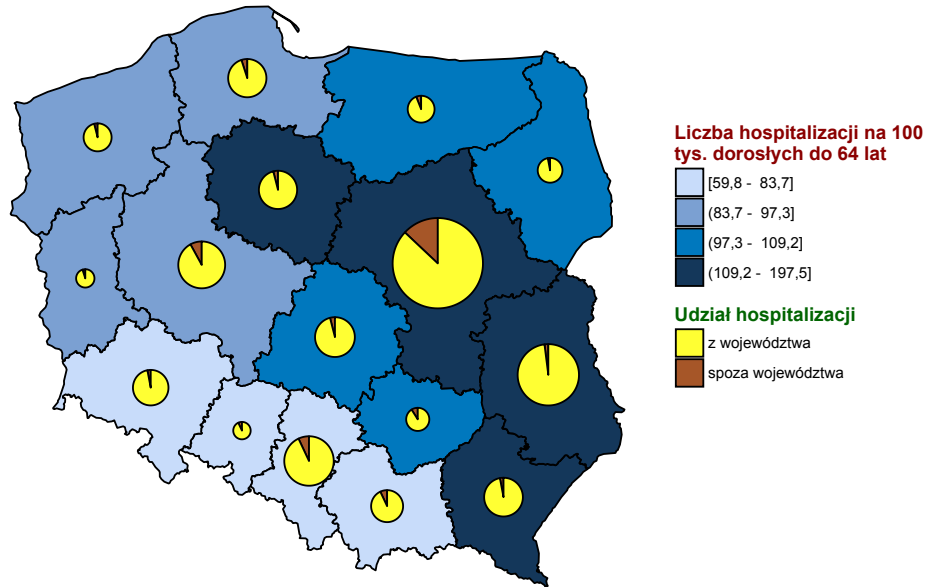 Liczba hospitalizacji na 100
tys. dorosłych do 64 lat
[59,8 - 83,7]
(83,7 - 97,3]
(97,3 - 109,2]
(109,2 - 197,5]
Udział hospitalizacji
z województwa
spoza województwa